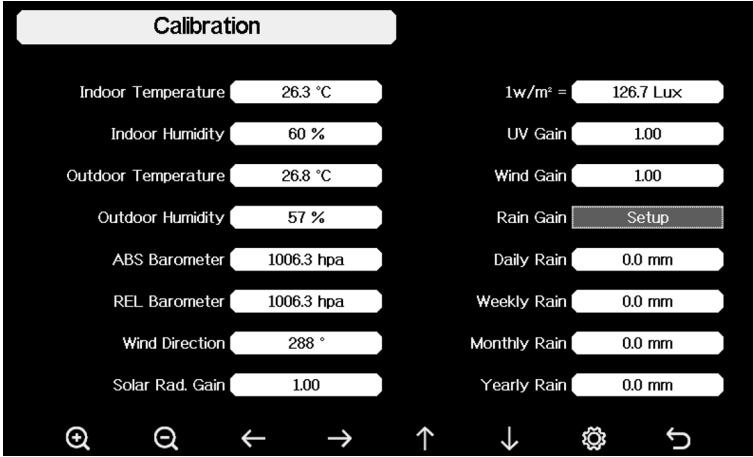 Calibration
Indoor Temperature 26.3 °C
Indoor Humidity 60 %
Outdoor Temperature 26.8 °C
Outdoor Humidity 57 %
ABS Barometer 1006.3 hpa
REL Barometer 1006.3 hpa
Wind Direction 288 °
Solar Rad. Gain 1.00
1w/m² = 126.7 Lux
UV Gain 1.00
Wind Gain 1.00
Rain Gain Setup
Daily Rain 0.0 mm
Weekly Rain 0.0 mm
Monthly Rain 0.0 mm
Yearly Rain 0.0 mm